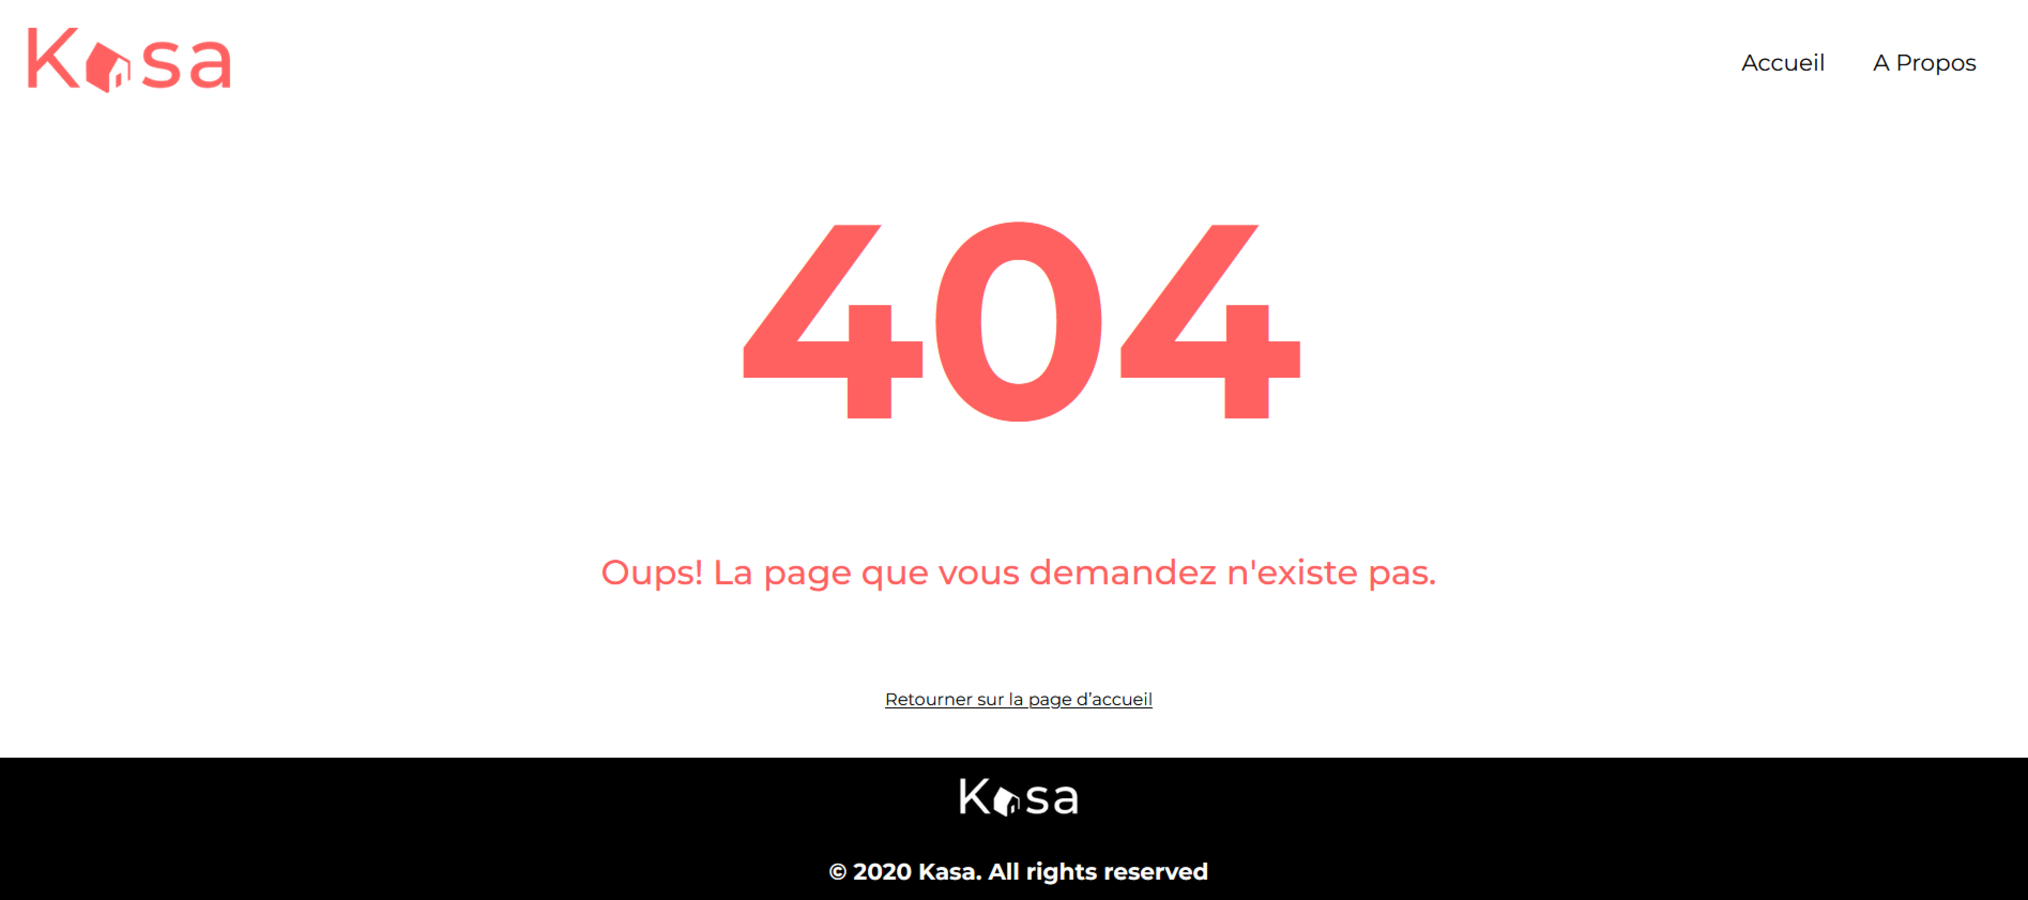 Kasa
Accueil A Propos
404
Oups! La page que vous demandez n'existe pas.
Retourner sur la page d’accueil
Kasa
© 2020 Kasa. All rights reserved